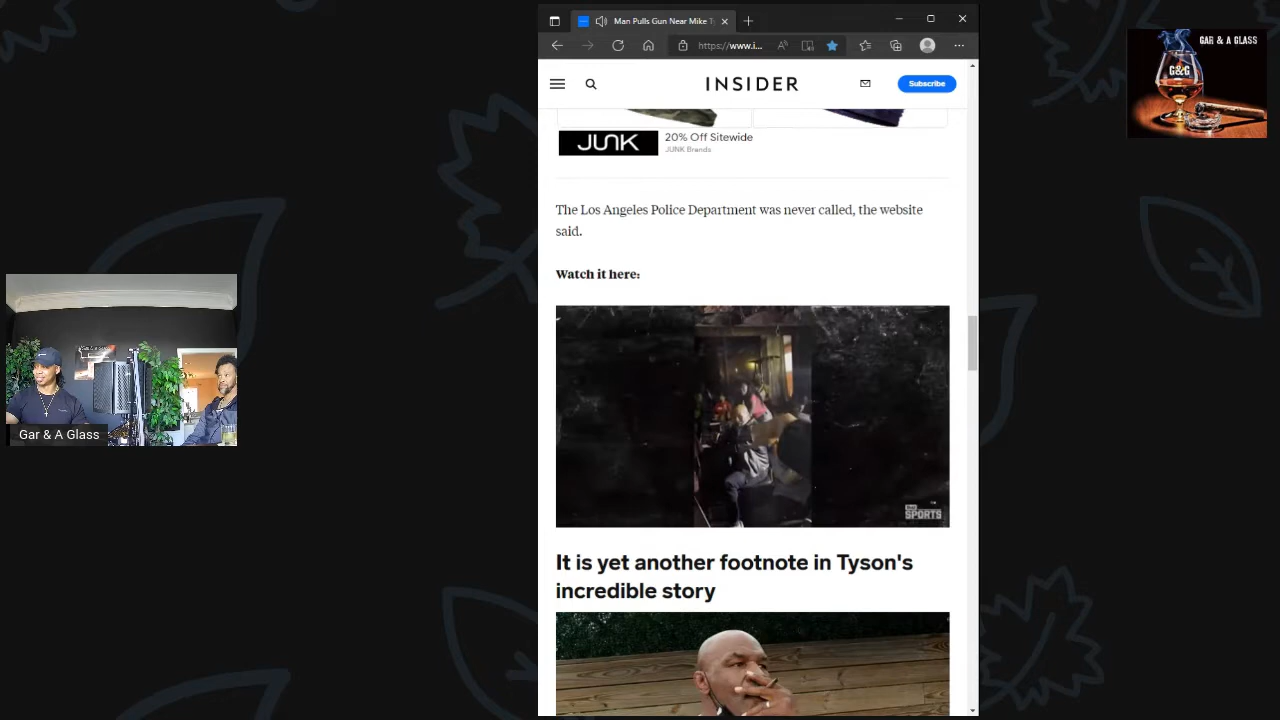 Man Pulls Gun Near Mike T
https://www.i...
INSIDER
Subscribe
JUNK
20% Off Sitewide
JUNK Brands
The Los Angeles Police Department was never called, the website
said.
Watch it here:
SPORTS
It is yet another footnote in Tyson's
incredible story
Gar & A Glass
GAR & A GLASS
G&G